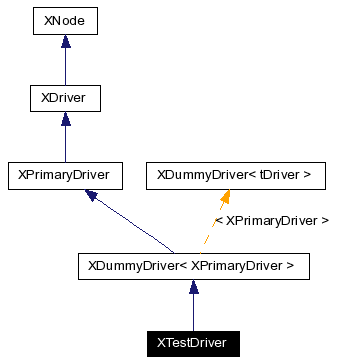 XNode
XDriver
XPrimaryDriver
XDummyDriver< tDriver >
< XPrimaryDriver >
XDummyDriver< XPrimaryDriver >
XTestDriver